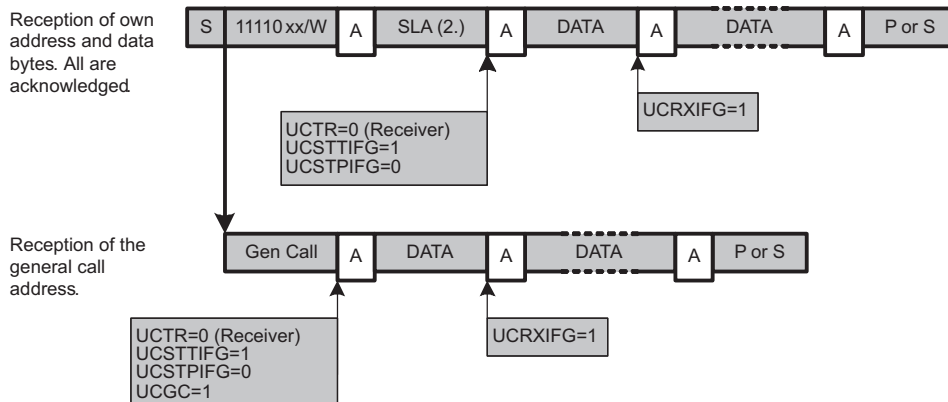 Reception of own
address and data
bytes. All are
acknowledged.
S 11110 xx/W A SLA (2.) A DATA A DATA A P or S
UCTR=0 (Receiver)
UCSTTIFG=1
UCSTPIFG=0
UCRXIFG=1
Reception of the
general call
address.
Gen Call A DATA A DATA A P or S
UCTR=0 (Receiver)
UCSTTIFG=1
UCSTPIFG=0
UCGC=1
UCRXIFG=1